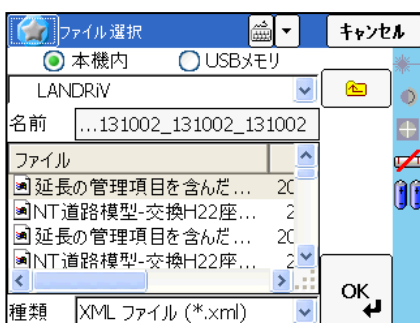 ファイル選択
キャンセル
本機内 USBメモリ
LANDRiV
名前 ...131002_131002_131002
ファイル
延長の管理項目を含んだ... 20
NT道路模型-交換H22座... 2
延長の管理項目を含んだ... 20
NT道路模型-交換H22座... 2
OK
種類 XML ファイル (*.xml)